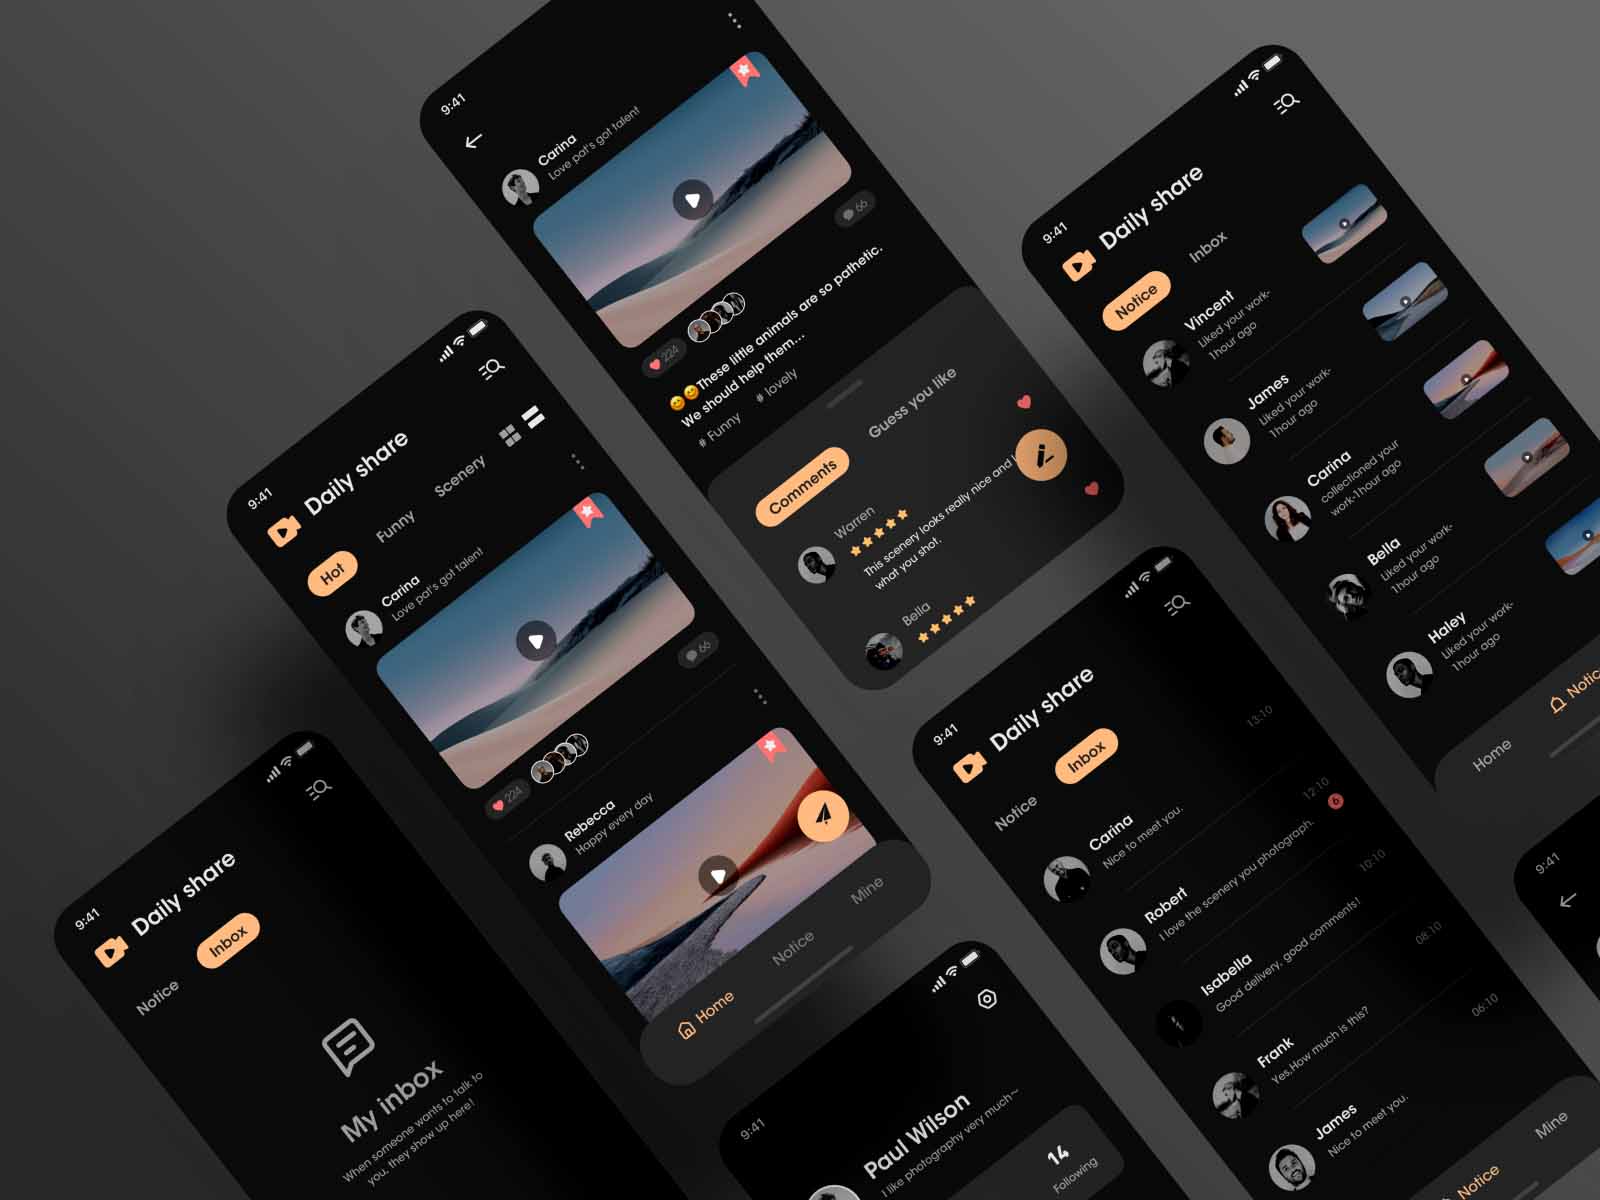 9:41
Carina
Love pat's got talent
66
224
😄😄These little animals are so pathetic.
We should help them...
# Funny # lovely
Comments
Guess you like
Warren
This scenery looks really nice and
what you shot.
Bella
9:41
Daily share
Notice
Inbox
Vincent
Liked your work-
1hour ago
James
Liked your work-
1hour ago
Carina
collectioned your
work-1hour ago
Bella
Liked your work-
1hour ago
Haley
Liked your work-
1hour ago
Home
9:41
Daily share
Hot
Funny
Scenery
Carina
Love pat's got talent
66
224
Rebecca
Happy every day
Home
Notice
Mine
9:41
Daily share
Notice
Inbox
My inbox
When someone wants to talk to
you, they show up here!
9:41
Daily share
Notice
Inbox
Carina
13:10
Nice to meet you.
Robert
12:10
I love the scenery you photograph.
6
Isabella
10:10
Good delivery, good comments!
Frank
08:10
Yes,How much is this?
James
06:10
Nice to meet you.
Notice
Mine
9:41
Paul Wilson
I like photography very much~
14
Following
9:41